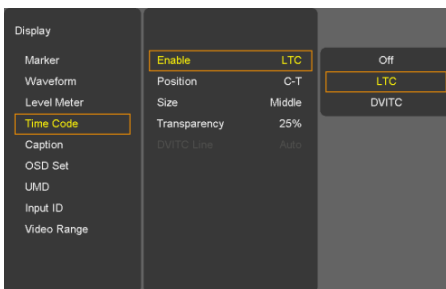 Display
Marker
Waveform
Level Meter
Time Code
Caption
OSD Set
UMD
Input ID
Video Range
Enable LTC
Position C-T
Size Middle
Transparency 25%
DVITC Line Auto
Off
LTC
DVITC